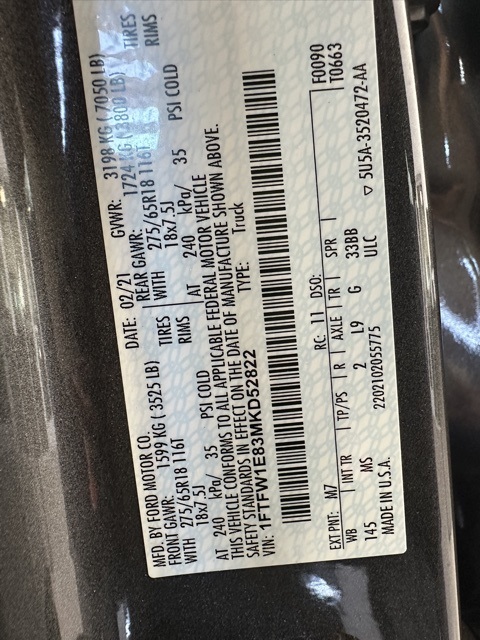 MFD. BY FORD MOTOR CO.
DATE: 02/21 GVWR: 3198 KG ( 7050 LB)
FRONT GAWR: 1599 KG ( 3525 LB) REAR GAWR: 1724 KG ( 3800 LB)
WITH 275/65R18 116T TIRES WITH 275/65R18 116T TIRES
18x7.5J RIMS 18x7.5J RIMS
AT 240 kPa/ 35 PSI COLD AT 240 kPa/ 35 PSI COLD
THIS VEHICLE CONFORMS TO ALL APPLICABLE FEDERAL MOTOR VEHICLE
SAFETY STANDARDS IN EFFECT ON THE DATE OF MANUFACTURE SHOWN ABOVE.
VIN: 1FTFW1E83MKD52822 TYPE: Truck
F0090
T0663
EXT PNT: M7 RC: 11 DSO:
WB INT TR TP/PS R AXLE TR SPR
145 MS 2 L9 G 33BB
ULC
2202102055775
MADE IN U.S.A.
▽ 5U5A-3520472-AA